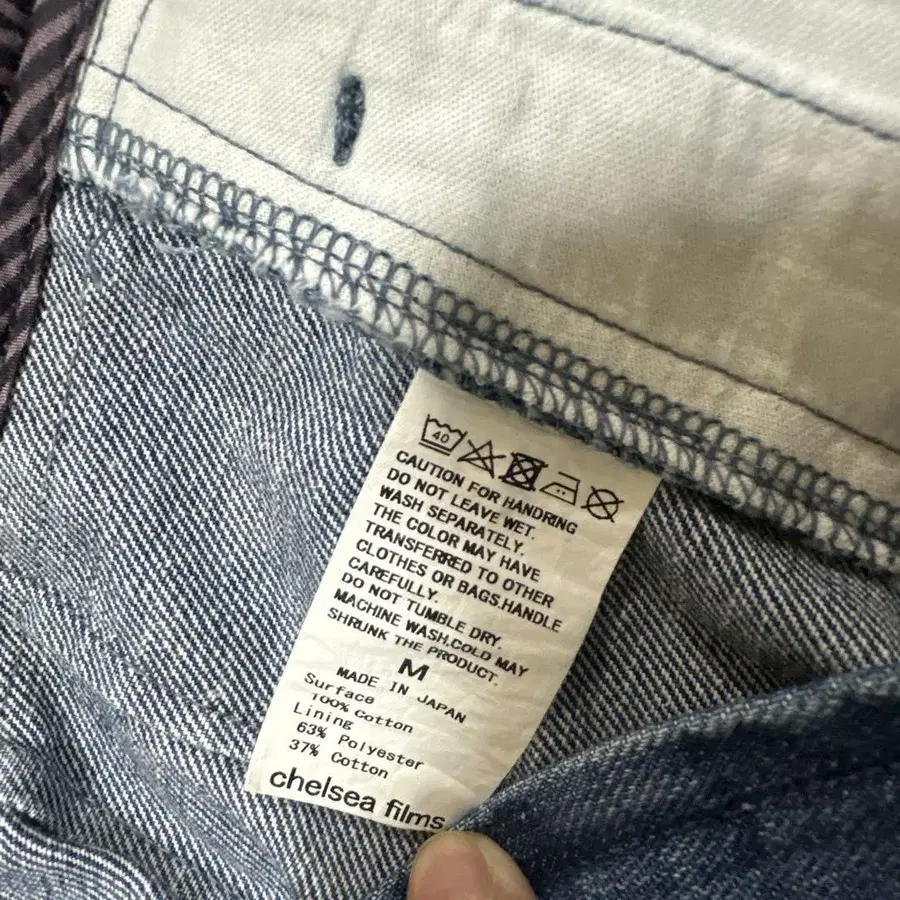 40
CAUTION FOR HANDRING
DO NOT LEAVE WET.
WASH SEPARATELY.
THE COLOR MAY HAVE
TRANSFERRED TO OTHER
CLOTHES OR BAGS.HANDLE
CAREFULLY.
DO NOT TUMBLE DRY.
MACHINE WASH.COLD MAY
SHRUNK THE PRODUCT.
M
MADE IN JAPAN
Surface
100% Cotton
Lining
63% Polyester
37% Cotton
chelsea films.